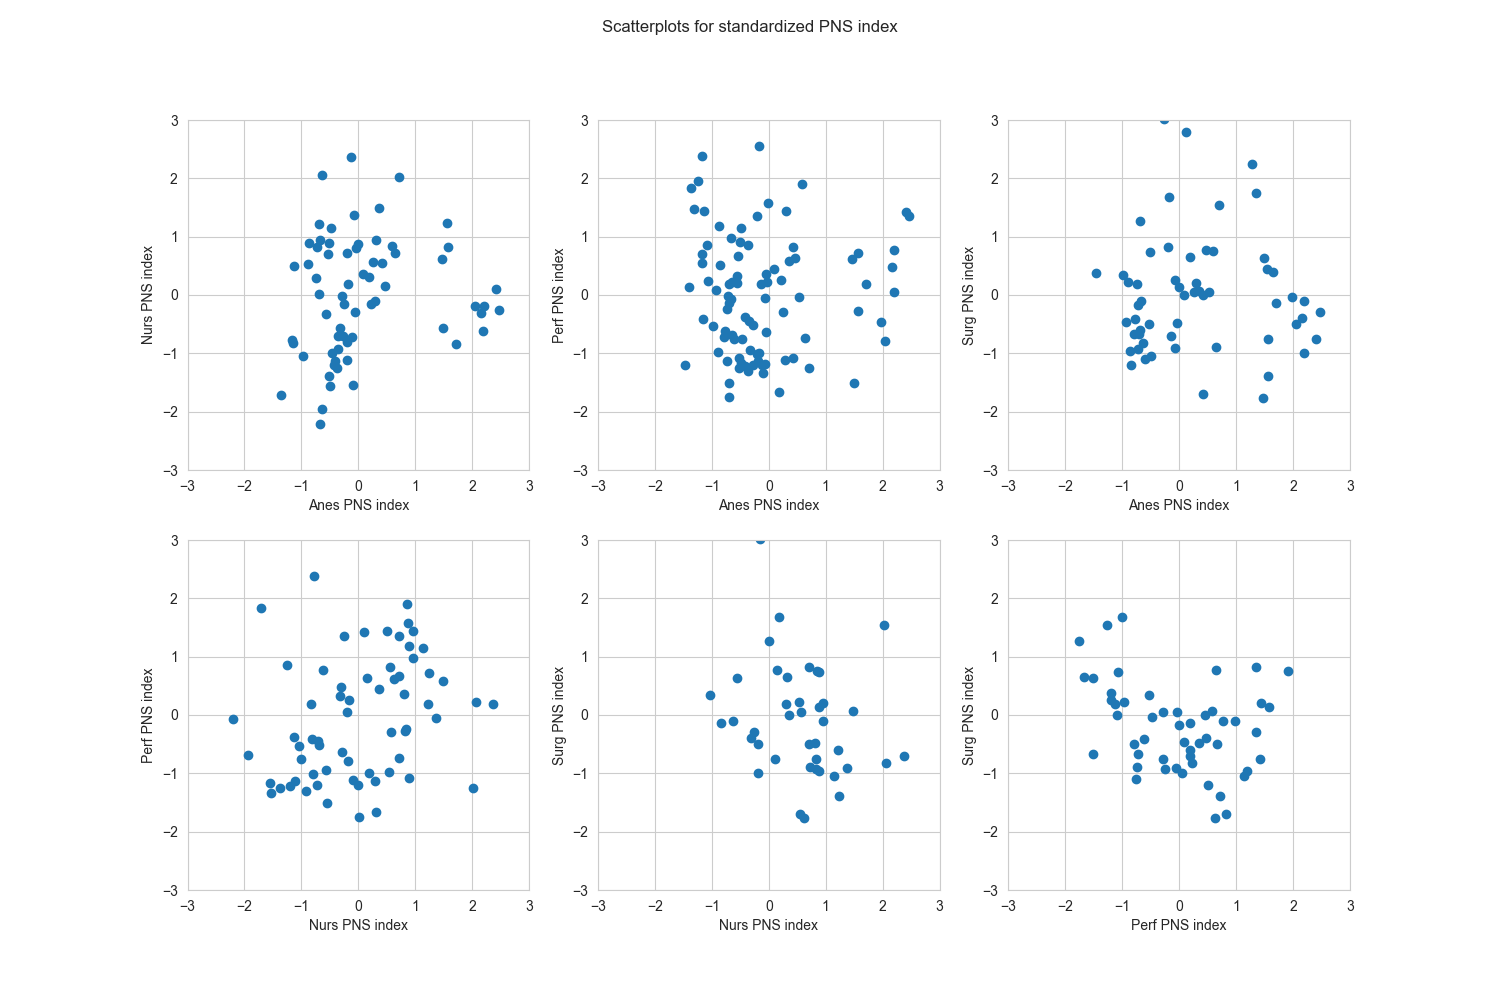 Scatterplots for standardized PNS index
3 3 3
2 2 2
1 1 1
0 0 0
−1 −1 −1
−2 −2 −2
−3 −3 −3
Nurs PNS index Perf PNS index Surg PNS index
−3 −2 −1 0 1 2 3 −3 −2 −1 0 1 2 3 −3 −2 −1 0 1 2 3
Anes PNS index Anes PNS index Anes PNS index
3 3 3
2 2 2
1 1 1
0 0 0
−1 −1 −1
−2 −2 −2
−3 −3 −3
Perf PNS index Surg PNS index Surg PNS index
−3 −2 −1 0 1 2 3 −3 −2 −1 0 1 2 3 −3 −2 −1 0 1 2 3
Nurs PNS index Nurs PNS index Perf PNS index